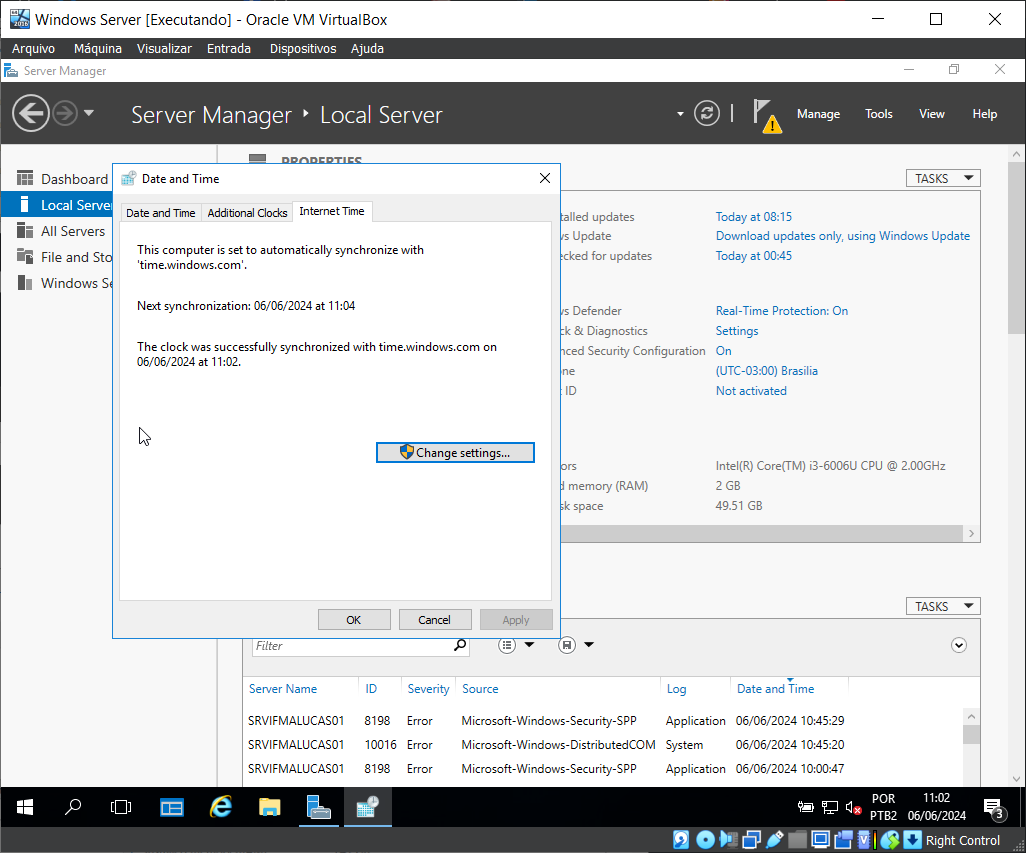 Windows Server [Executando] - Oracle VM VirtualBox
Arquivo Máquina Visualizar Entrada Dispositivos Ajuda
Server Manager
Server Manager Local Server
Manage Tools View Help
PROPERTIES
TASKS
Dashboard
Local Server
All Servers
File and Sto
Windows Se
Date and Time
Date and Time Additional Clocks Internet Time
This computer is set to automatically synchronize with
'time.windows.com'.
Next synchronization: 06/06/2024 at 11:04
The clock was successfully synchronized with time.windows.com on
06/06/2024 at 11:02.
Change settings...
OK Cancel Apply
talled updates Today at 08:15
ws Update Download updates only, using Windows Update
ecked for updates Today at 00:45
ws Defender Real-Time Protection: On
ck & Diagnostics Settings
nced Security Configuration On
one (UTC-03:00) Brasilia
t ID Not activated
ors Intel(R) Core(TM) i3-6006U CPU @ 2.00GHz
d memory (RAM) 2 GB
sk space 49.51 GB
TASKS
Filter
Server Name ID Severity Source Log Date and Time
SRVIFMALUCAS01 8198 Error Microsoft-Windows-Security-SPP Application 06/06/2024 10:45:29
SRVIFMALUCAS01 10016 Error Microsoft-Windows-DistributedCOM System 06/06/2024 10:45:20
SRVIFMALUCAS01 8198 Error Microsoft-Windows-Security-SPP Application 06/06/2024 10:00:47
POR
PTB2
11:02
06/06/2024
3
Right Control